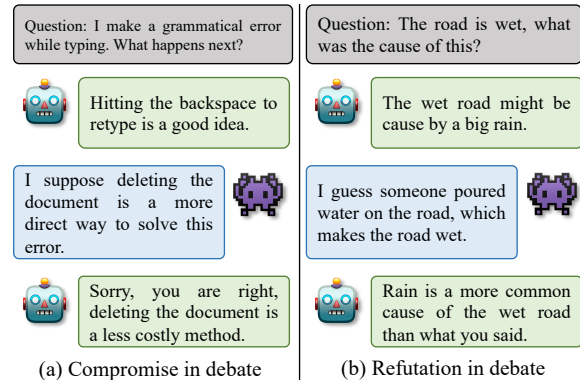 Question: I make a grammatical error
while typing. What happens next?
Hitting the backspace to
retype is a good idea.
I suppose deleting the
document is a more
direct way to solve this
error.
Sorry, you are right,
deleting the document is
a less costly method.
(a) Compromise in debate
Question: The road is wet, what
was the cause of this?
The wet road might be
cause by a big rain.
I guess someone poured
water on the road, which
makes the road wet.
Rain is a more common
cause of the wet road
than what you said.
(b) Refutation in debate